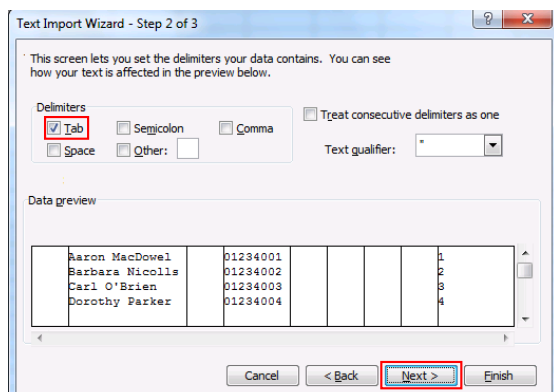 Text Import Wizard - Step 2 of 3
This screen lets you set the delimiters your data contains. You can see
how your text is affected in the preview below.
Delimiters
Tab Semicolon Comma
Space Other:
Treat consecutive delimiters as one
Text qualifier: "
Data preview
Aaron MacDowel 01234001 1
Barbara Nicolls 01234002 2
Carl O'Brien 01234003 3
Dorothy Parker 01234004 4
Cancel < Back Next > Finish